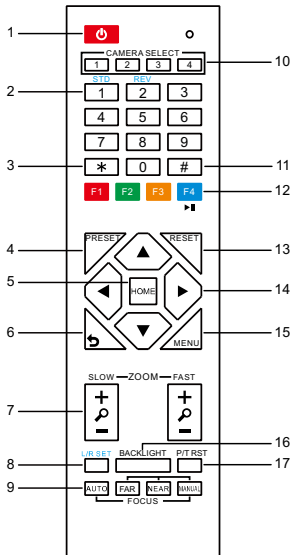 1
CAMERA SELECT
1 2 3 4 10
STD REV
2 1 2 3
4 5 6
7 8 9
3 * 0 # 11
F1 F2 F3 F4 12
4 PRESET RESET 13
5 HOME 14
6 MENU 15
SLOW ZOOM FAST
7 + +
− −
16
L/R SET BACKLIGHT P/T RST
8 17
9 AUTO FAR NEAR MANUAL
FOCUS